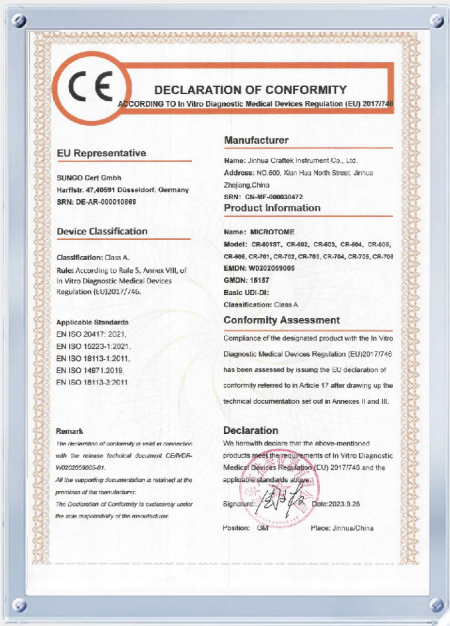 CE
DECLARATION OF CONFORMITY
ACCORDING TO In Vitro Diagnostic Medical Devices Regulation (EU) 2017/746
EU Representative
SUNGO Cert Gmbh
Harffstr. 47,40591 Düsseldorf, Germany
SRN: DE-AR-000010869
Device Classification
Classification: Class A.
Rule: According to Rule 5, Annex VIII, of
In Vitro Diagnostic Medical Devices
Regulation (EU)2017/746.
Applicable Standards
EN ISO 20417: 2021,
EN ISO 15223-1:2021,
EN ISO 18113-1:2011,
EN ISO 14971:2019,
EN ISO 18113-3:2011
Remark
The declaration of conformity is valid in connection
with the release technical document CE/IVDR-
W0202059005-01.
All the supporting documentation is retained at the
premises of the manufacturer.
The Declaration of Conformity is exclusively under
the sole responsibility of the manufacturer.
Manufacturer
Name: Jinhua Craftek Instrument Co., Ltd.
Address: NO.600, Xian Hua North Street, Jinhua
Zhejiang,China
SRN: CN-MF-000030472
Product Information
Name: MICROTOME
Model: CR-601ST, CR-602, CR-603, CR-604, CR-605,
CR-606, CR-701, CR-702, CR-703, CR-704, CR-705, CR-706
EMDN: W0202059005
GMDN: 15157
Basic UDI-DI:
Classification: Class A
Conformity Assessment
Compliance of the designated product with the In Vitro
Diagnostic Medical Devices Regulation (EU)2017/746
has been assessed by issuing the EU declaration of
conformity referred to in Article 17 after drawing up the
technical documentation set out in Annexes II and III.
Declaration
We herewith declare that the above-mentioned
products meet the requirements of In Vitro Diagnostic
Medical Devices Regulation (EU) 2017/746 and the
applicable standards above.
Signature: Date:2023.9.26
Position: GM Place: Jinhua/China